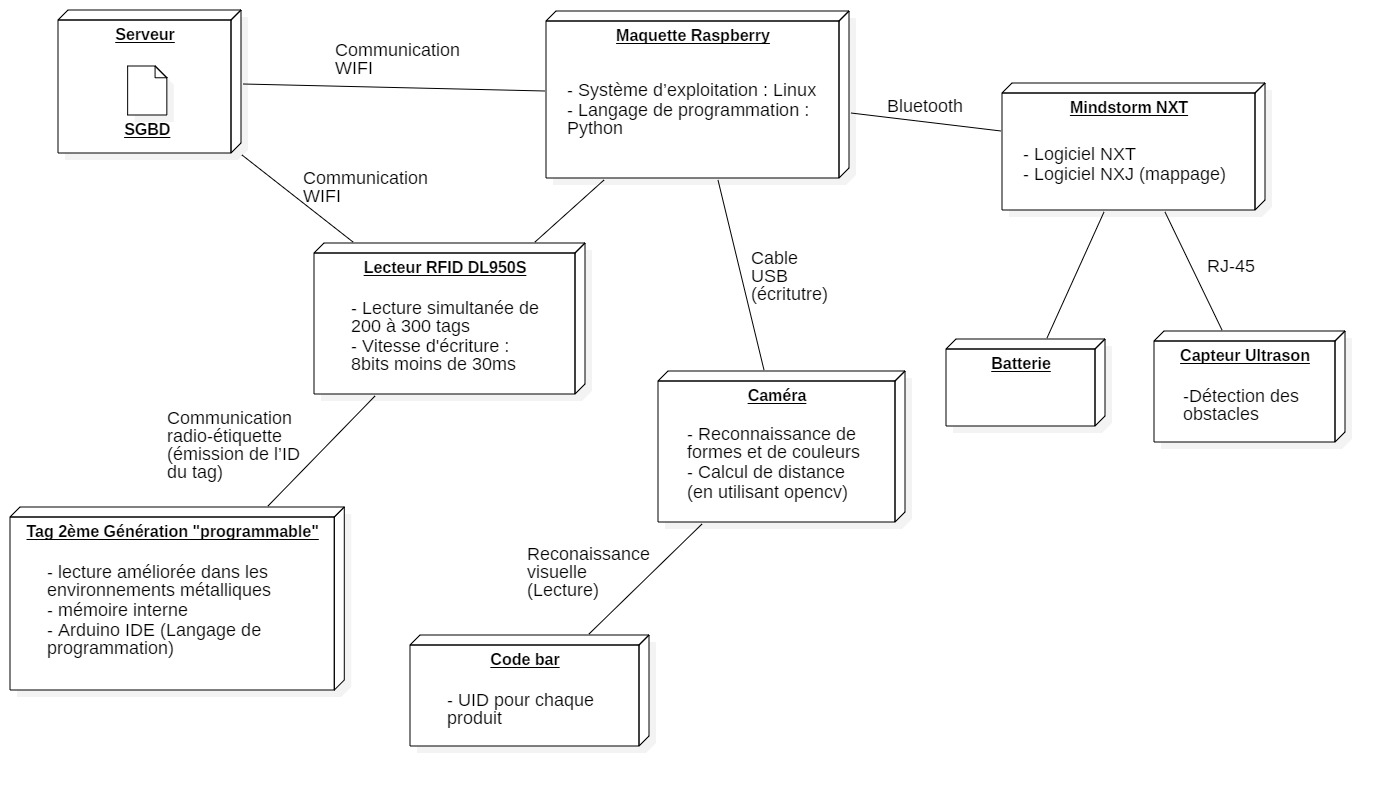 Serveur
SGBD
Communication
WIFI
Maquette Raspberry
- Système d’exploitation : Linux
- Langage de programmation :
Python
Bluetooth
Mindstorm NXT
- Logiciel NXT
- Logiciel NXJ (mappage)
Communication
WIFI
Lecteur RFID DL950S
- Lecture simultanée de
200 à 300 tags
- Vitesse d'écriture :
8bits moins de 30ms
Cable
USB
(écritutre)
RJ-45
Batterie
Capteur Ultrason
-Détection des
obstacles
Caméra
- Reconnaissance de
formes et de couleurs
- Calcul de distance
(en utilisant opencv)
Communication
radio-étiquette
(émission de l’ID
du tag)
Tag 2ème Génération "programmable"
- lecture améliorée dans les
environnements métalliques
- mémoire interne
- Arduino IDE (Langage de
programmation)
Reconaissance
visuelle
(Lecture)
Code bar
- UID pour chaque
produit